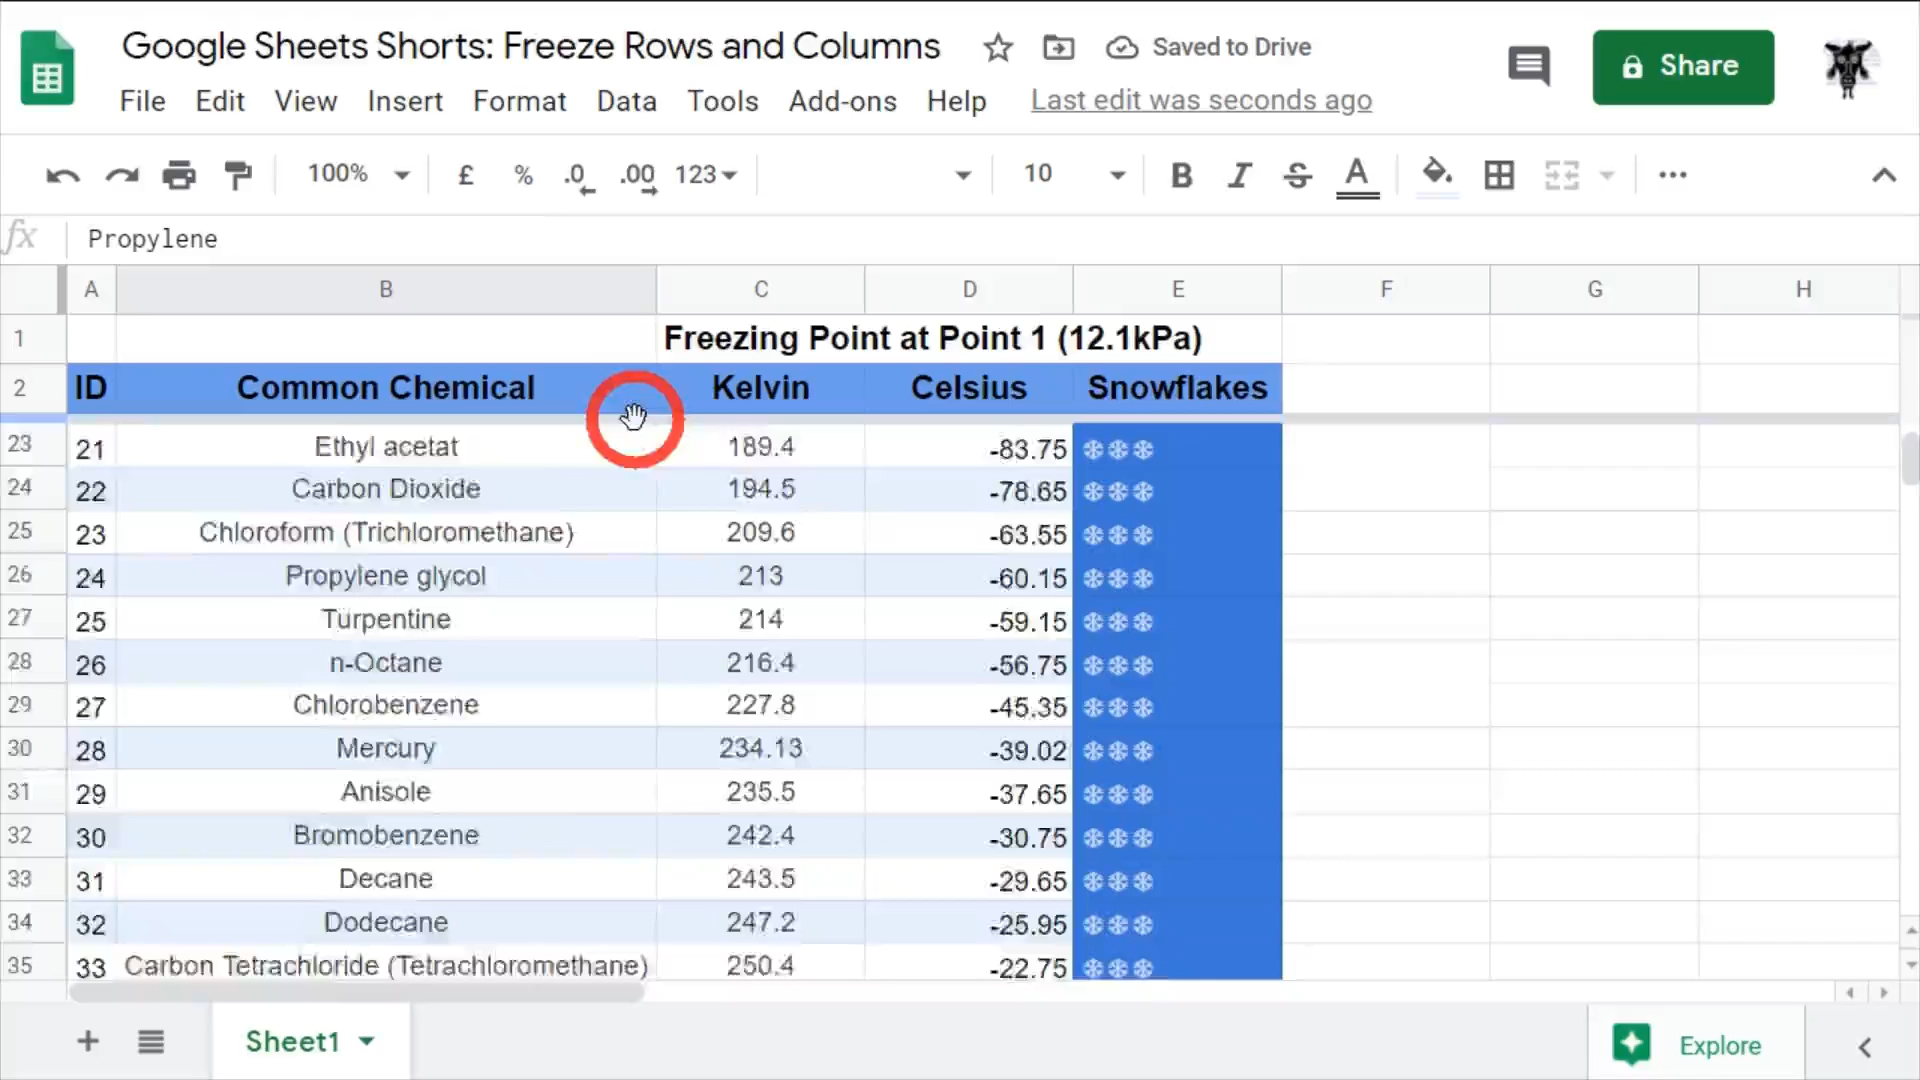 Google Sheets Shorts: Freeze Rows and Columns Saved to Drive
File Edit View Insert Format Data Tools Add-ons Help Last edit was seconds ago Share
100% £ % .0 .00 123 10 B I S A
fx Propylene
A B C D E F G H
1 Freezing Point at Point 1 (12.1kPa)
2 ID Common Chemical Kelvin Celsius Snowflakes
23 21 Ethyl acetat 189.4 -83.75 ❄❄❄
24 22 Carbon Dioxide 194.5 -78.65 ❄❄❄
25 23 Chloroform (Trichloromethane) 209.6 -63.55 ❄❄❄
26 24 Propylene glycol 213 -60.15 ❄❄❄
27 25 Turpentine 214 -59.15 ❄❄❄
28 26 n-Octane 216.4 -56.75 ❄❄❄
29 27 Chlorobenzene 227.8 -45.35 ❄❄❄
30 28 Mercury 234.13 -39.02 ❄❄❄
31 29 Anisole 235.5 -37.65 ❄❄❄
32 30 Bromobenzene 242.4 -30.75 ❄❄❄
33 31 Decane 243.5 -29.65 ❄❄❄
34 32 Dodecane 247.2 -25.95 ❄❄❄
35 33 Carbon Tetrachloride (Tetrachloromethane) 250.4 -22.75 ❄❄❄
Sheet1 Explore